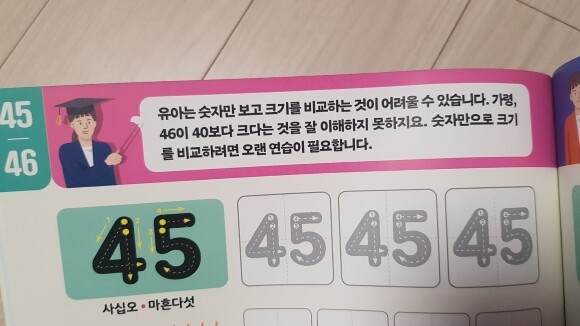 45
46
유아는 숫자만 보고 크기를 비교하는 것이 어려울 수 있습니다. 가령,
46이 40보다 크다는 것을 잘 이해하지 못하지요. 숫자만으로 크기
를 비교하려면 오랜 연습이 필요합니다.
45 45 45 45
사십오 • 마흔다섯